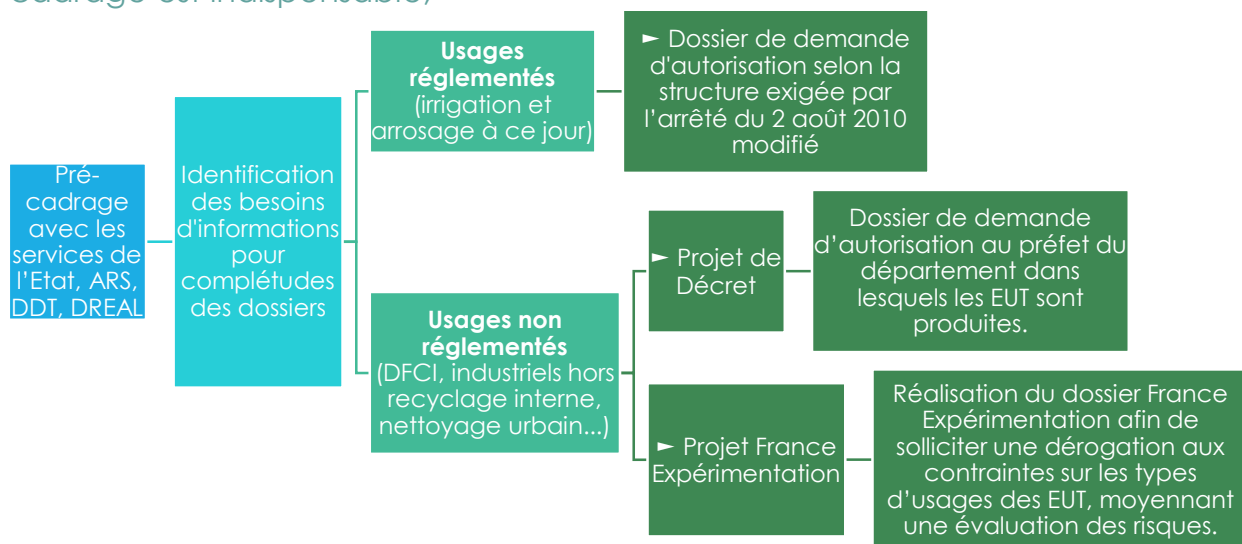 cadrage est indispensable)
Pré-
cadrage
avec les
services de
l'Etat, ARS,
DDT, DREAL
Identification
des besoins
d'informations
pour
complétudes
des dossiers
Usages
réglementés
(irrigation et
arrosage à ce jour)
► Dossier de demande
d'autorisation selon la
structure exigée par
l'arrêté du 2 août 2010
modifié
Usages non
réglementés
(DFCI, industriels hors
recyclage interne,
nettoyage urbain...)
► Projet de
Décret
Dossier de demande
d'autorisation au préfet du
département dans
lesquels les EUT sont
produites.
► Projet France
Expérimentation
Réalisation du dossier France
Expérimentation afin de
solliciter une dérogation aux
contraintes sur les types
d'usages des EUT, moyennant
une évaluation des risques.